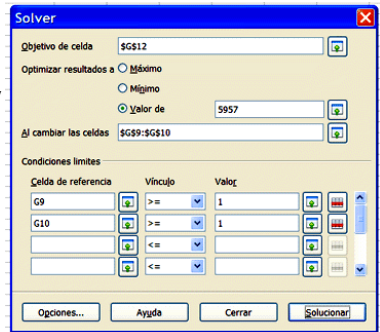 Solver
Objetivo de celda $G$12
Optimizar resultados a Máximo
Mínimo
Valor de 5957
Al cambiar las celdas $G$9:$G$10
Condiciones limites
Celda de referencia Vínculo Valor
G9 >= 1
G10 >= 1
<=
<=
Opciones... Ayuda Cerrar Solucionar